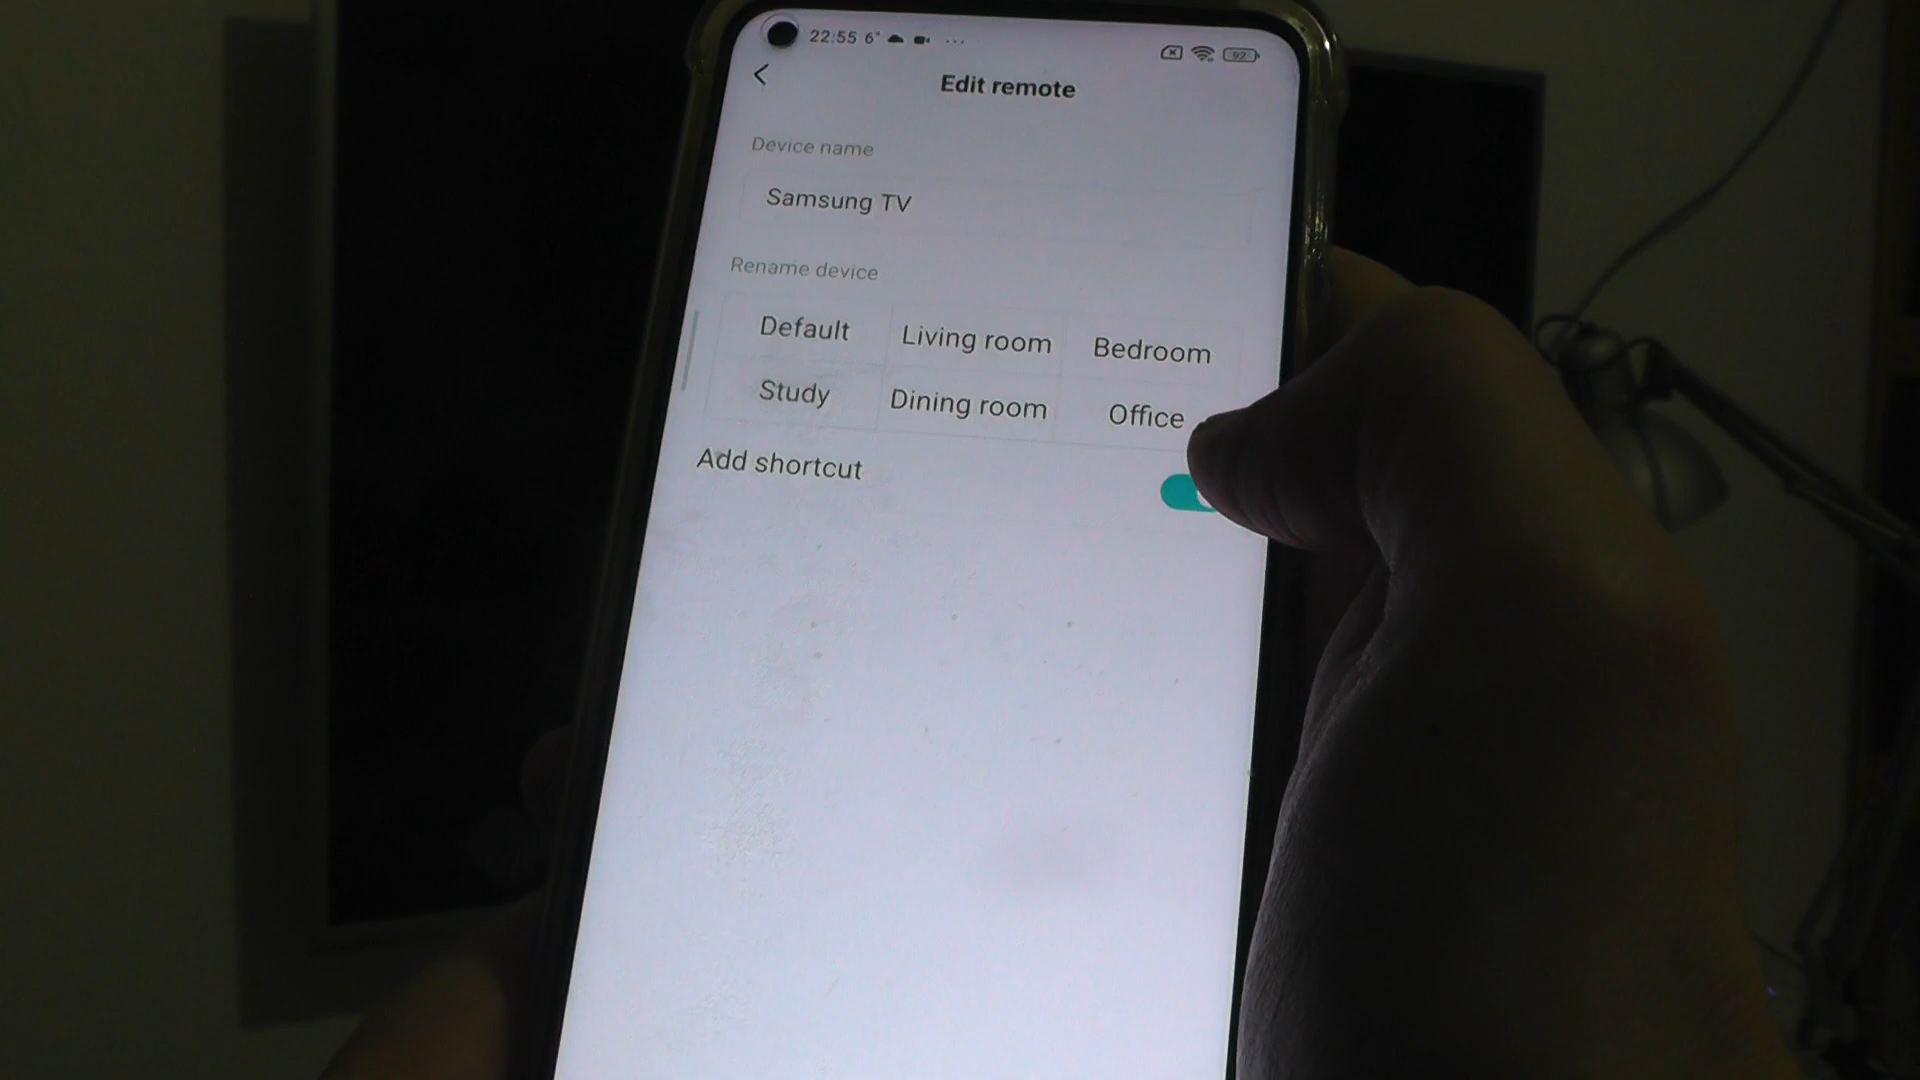 22:55 6° ... 92
Edit remote
Device name
Samsung TV
Rename device
Default Living room Bedroom
Study Dining room Office
Add shortcut